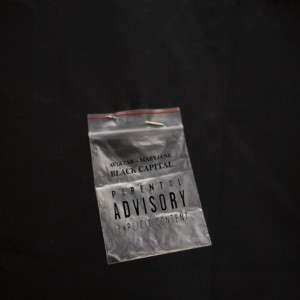 BLACK CAPITAL
PARENTAL
ADVISORY
EXPLICIT CONTENT